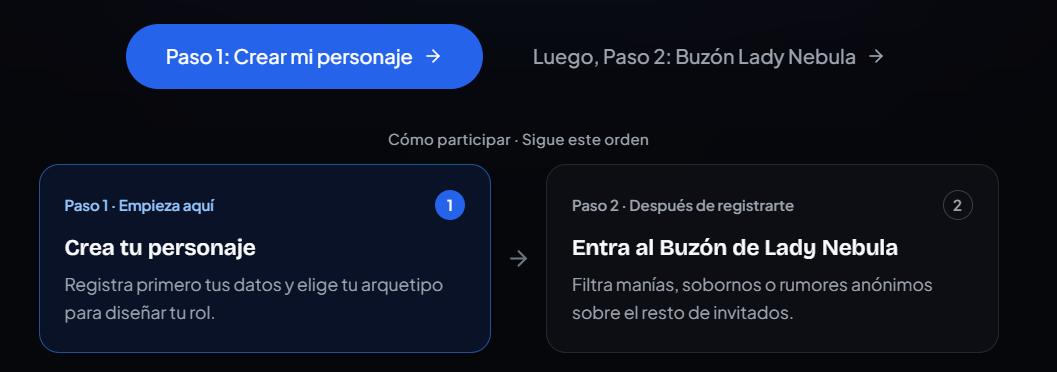 Paso 1: Crear mi personaje →
Luego, Paso 2: Buzón Lady Nebula →
Cómo participar · Sigue este orden
Paso 1 · Empieza aquí
1
Crea tu personaje
Registra primero tus datos y elige tu arquetipo
para diseñar tu rol.
→
Paso 2 · Después de registrarte
2
Entra al Buzón de Lady Nebula
Filtra manías, sobornos o rumores anónimos
sobre el resto de invitados.